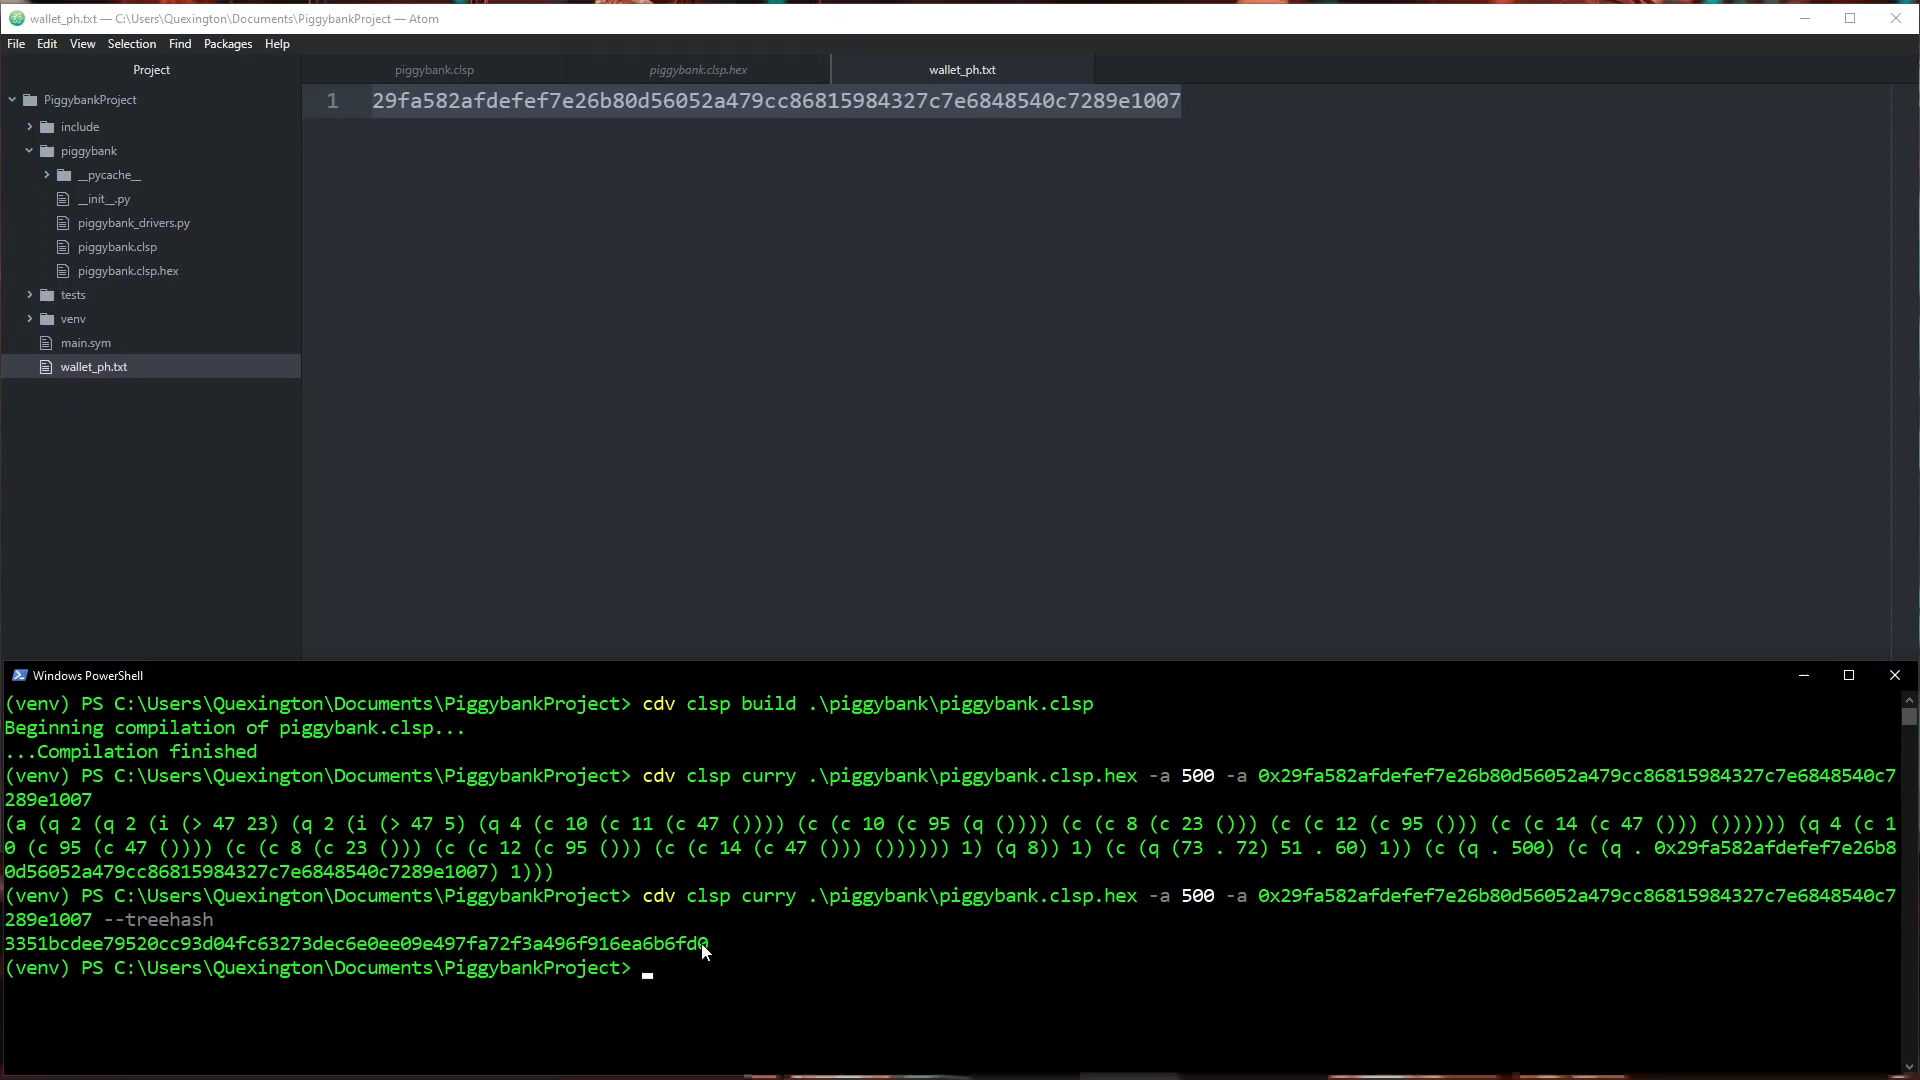 wallet_ph.txt — C:\Users\Quexington\Documents\PiggybankProject — Atom
File Edit View Selection Find Packages Help
Project
piggybank.clsp
piggybank.clsp.hex
wallet_ph.txt
PiggybankProject
include
piggybank
__pycache__
__init__.py
piggybank_drivers.py
piggybank.clsp
piggybank.clsp.hex
tests
venv
main.sym
wallet_ph.txt
1 29fa582afdefef7e26b80d56052a479cc86815984327c7e6848540c7289e1007
Windows PowerShell
(venv) PS C:\Users\Quexington\Documents\PiggybankProject> cdv clsp build .\piggybank\piggybank.clsp
Beginning compilation of piggybank.clsp...
...Compilation finished
(venv) PS C:\Users\Quexington\Documents\PiggybankProject> cdv clsp curry .\piggybank\piggybank.clsp.hex -a 500 -a 0x29fa582afdefef7e26b80d56052a479cc86815984327c7e6848540c7
289e1007
(a (q 2 (q 2 (i (> 47 23) (q 2 (i (> 47 5) (q 4 (c 10 (c 11 (c 47 ()))) (c (c 10 (c 95 (q ()))) (c (c 8 (c 23 ())) (c (c 12 (c 95 ())) (c (c 14 (c 47 ())) ()))))) (q 4 (c 1
0 (c 95 (c 47 ()))) (c (c 8 (c 23 ())) (c (c 12 (c 95 ())) (c (c 14 (c 47 ())) ()))))) 1) (q 8)) 1) (c (q (73 . 72) 51 . 60) 1)) (c (q . 500) (c (q . 0x29fa582afdefef7e26b8
0d56052a479cc86815984327c7e6848540c7289e1007) 1)))
(venv) PS C:\Users\Quexington\Documents\PiggybankProject> cdv clsp curry .\piggybank\piggybank.clsp.hex -a 500 -a 0x29fa582afdefef7e26b80d56052a479cc86815984327c7e6848540c7
289e1007 --treehash
3351bcdee79520cc93d04fc63273dec6e0ee09e497fa72f3a496f916ea6b6fd0
(venv) PS C:\Users\Quexington\Documents\PiggybankProject>